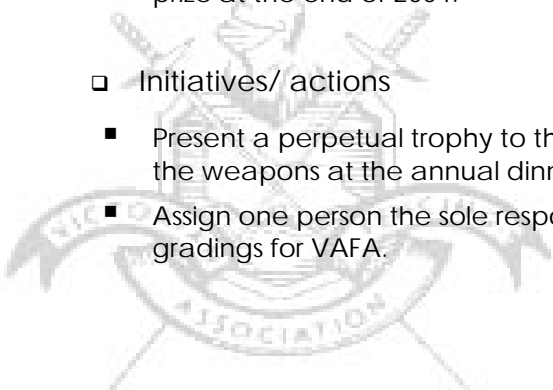 prize at the end of 2004.
❑ Initiatives/ actions
▪ Present a perpetual trophy to th
the weapons at the annual dinn
▪ Assign one person the sole respo
gradings for VAFA.
ASSOCIATION